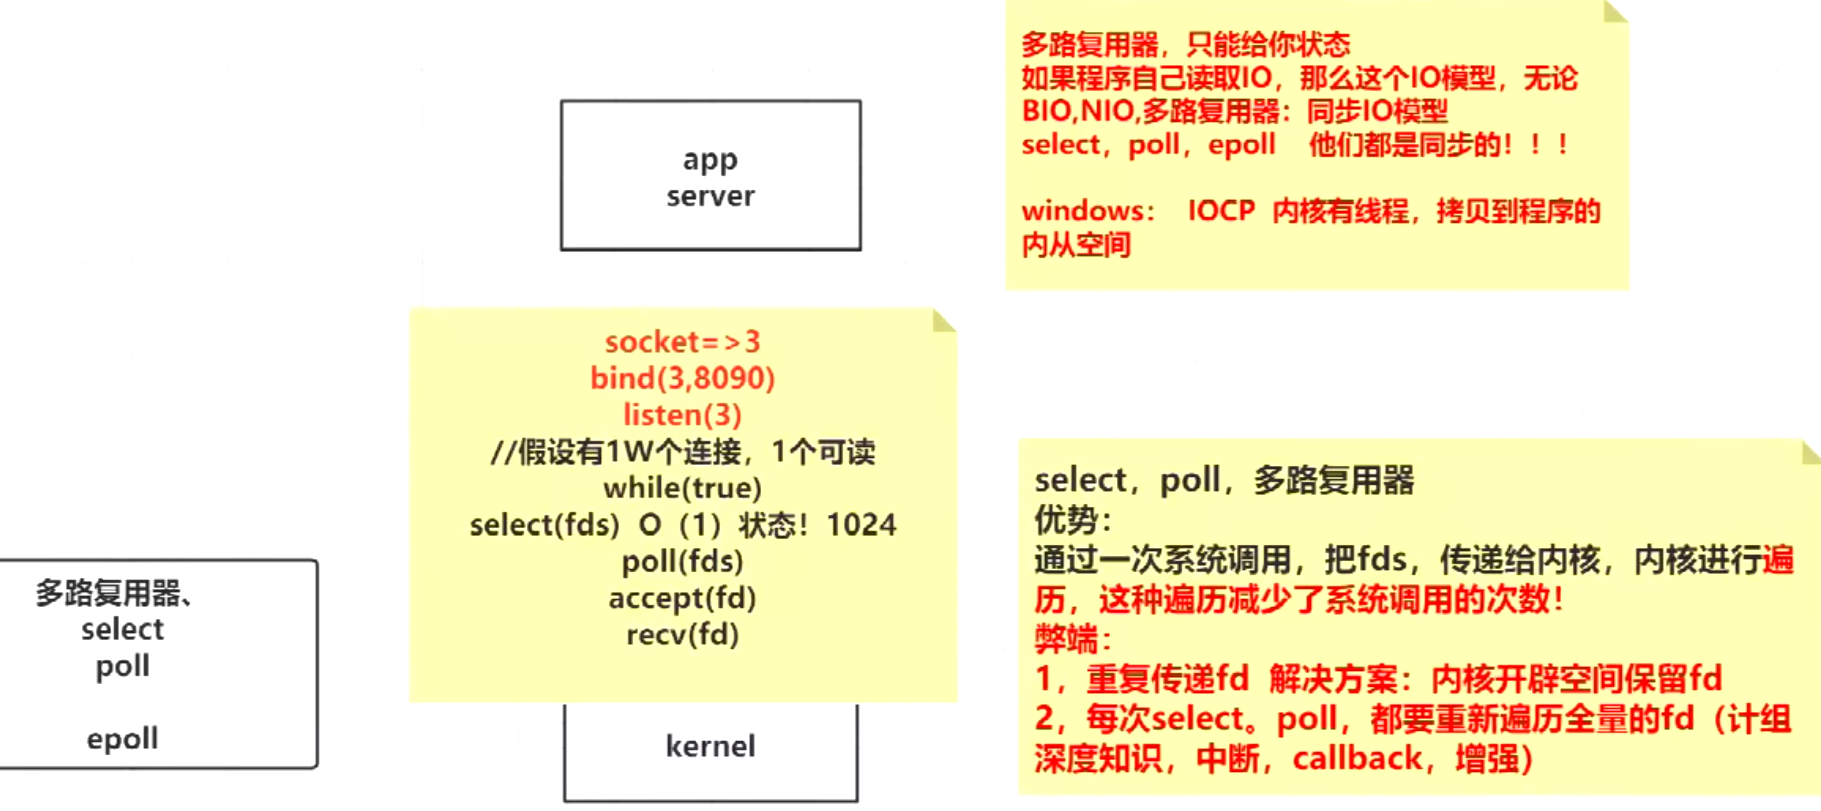 app
server
多路复用器，只能给你状态
如果程序自己读取IO，那么这个IO模型，无论
BIO,NIO,多路复用器：同步IO模型
select，poll，epoll 他们都是同步的！！！
windows： IOCP 内核有线程，拷贝到程序的
内从空间
socket=>3
bind(3,8090)
listen(3)
//假设有1W个连接，1个可读
while(true)
select(fds) O（1）状态！1024
poll(fds)
accept(fd)
recv(fd)
多路复用器、
select
poll
epoll
kernel
select，poll，多路复用器
优势：
通过一次系统调用，把fds，传递给内核，内核进行遍
历，这种遍历减少了系统调用的次数！
弊端：
1，重复传递fd 解决方案：内核开辟空间保留fd
2，每次select。poll，都要重新遍历全量的fd（计组
深度知识，中断，callback，增强）